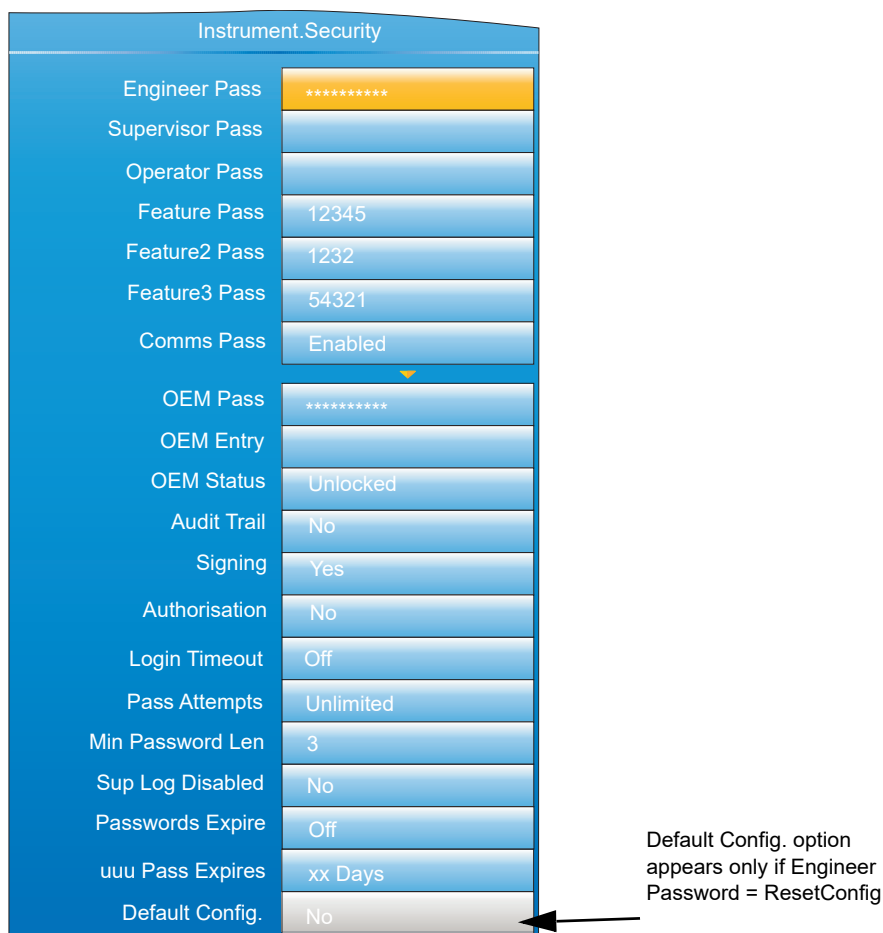 Instrument.Security
Engineer Pass **********
Supervisor Pass
Operator Pass
Feature Pass 12345
Feature2 Pass 1232
Feature3 Pass 54321
Comms Pass Enabled
OEM Pass **********
OEM Entry
OEM Status Unlocked
Audit Trail No
Signing Yes
Authorisation No
Login Timeout Off
Pass Attempts Unlimited
Min Password Len 3
Sup Log Disabled No
Passwords Expire Off
uuu Pass Expires xx Days
Default Config. No
Default Config. option
appears only if Engineer
Password = ResetConfig